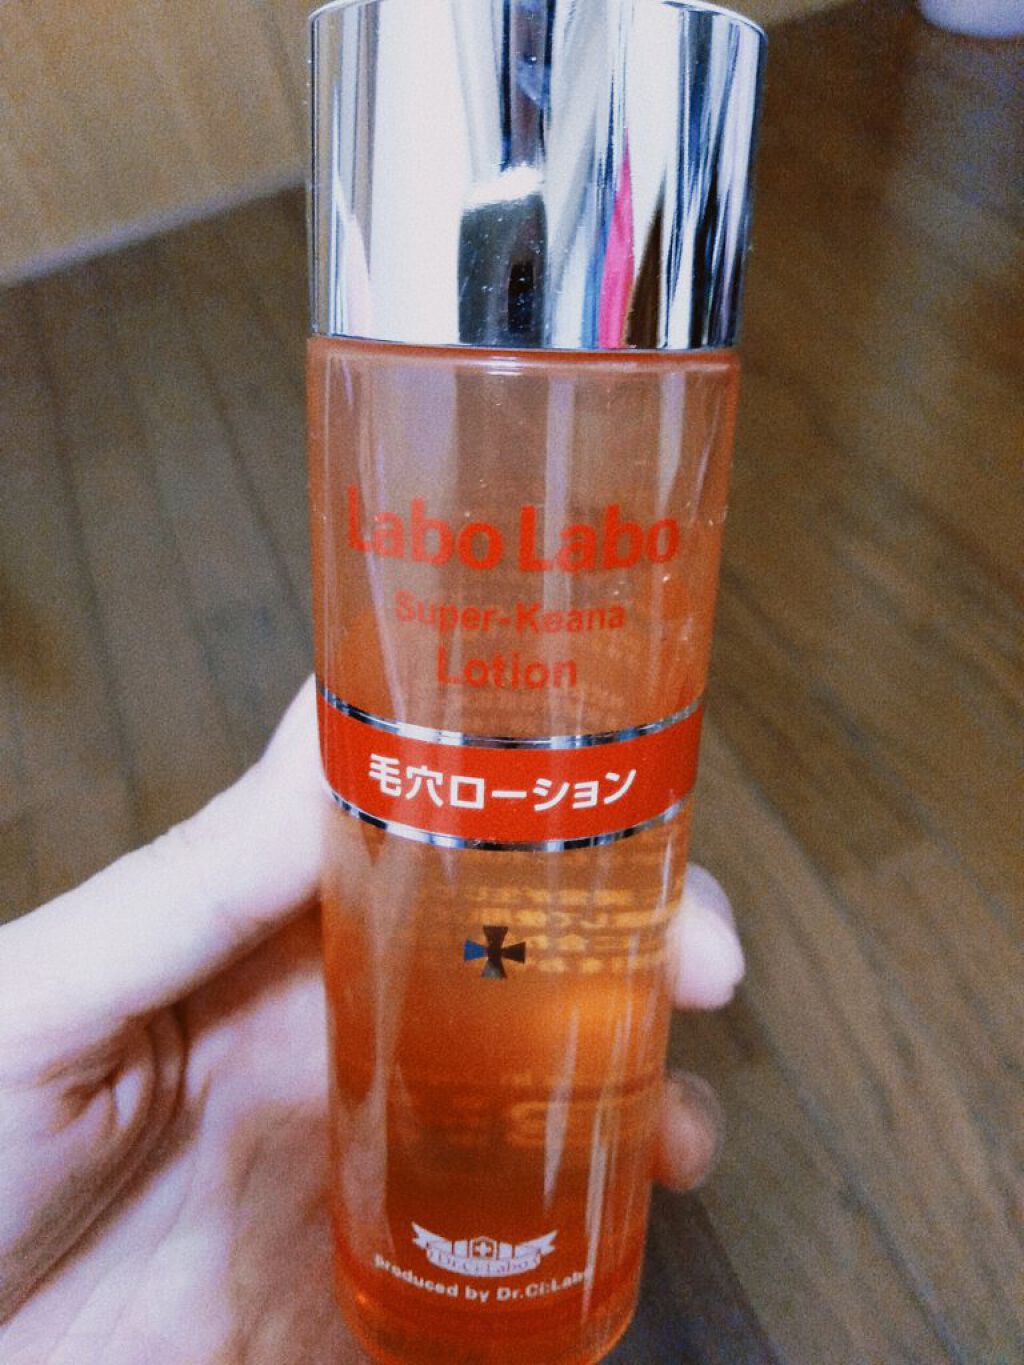 Labo Labo
Super-Keana
Lotion
毛穴ローション
Dr.Ci:Labo
produced by Dr.Ci:Labo